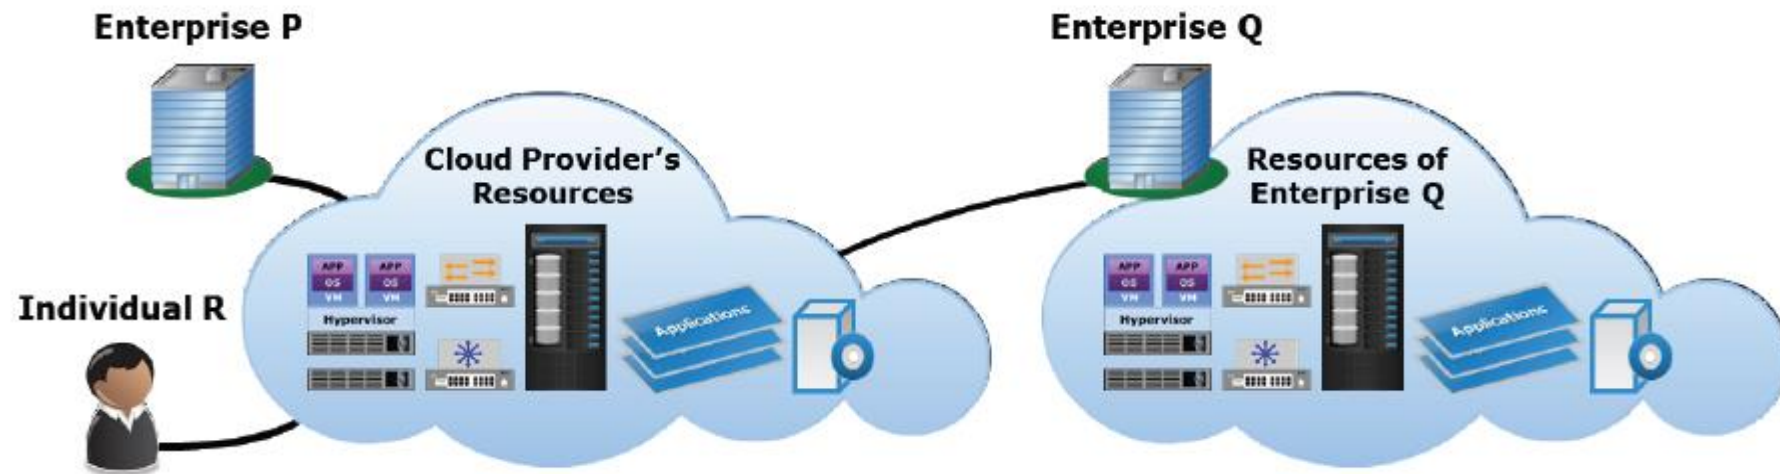 Enterprise P
Enterprise Q
Cloud Provider's
Resources
Resources of
Enterprise Q
Individual R
APP
OS
VM
APP
OS
VM
Hypervisor
Applications
APP
OS
VM
APP
OS
VM
Hypervisor
Applications